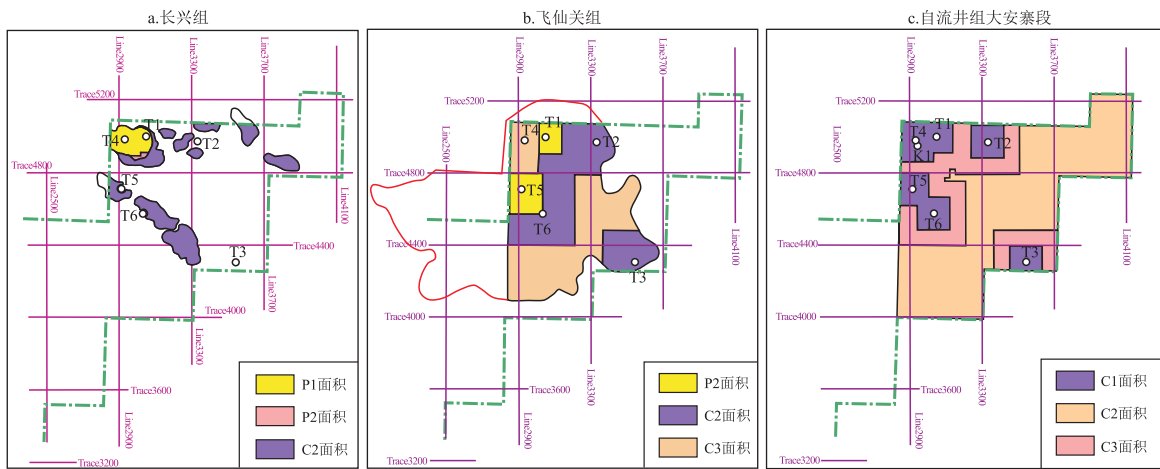 a.长兴组
Line2900
Line3300
Line3700
Trace5200
T1
T4
T2
Trace4800
Line2500
T5
T6
Line4100
Trace4400
T3
Line3700
Trace4000
Line3300
Trace3600
Line2900
Trace3200
P1面积
P2面积
C2面积
b.飞仙关组
Line2900
Line3300
Line3700
Trace5200
T4
T1
T2
Line2500
Trace4800
T5
T6
Line4100
Trace4400
T3
Trace4000
Line3300
Trace3600
Line2900
Trace3200
P2面积
C2面积
C3面积
c.自流井组大安寨段
Line2900
Line3300
Line3700
Trace5200
T4
T1
K1
T2
Line2500
Trace4800
T5
T6
Line4100
Trace4400
T3
Trace4000
Line3300
Trace3600
Line2900
Trace3200
C1面积
C2面积
C3面积